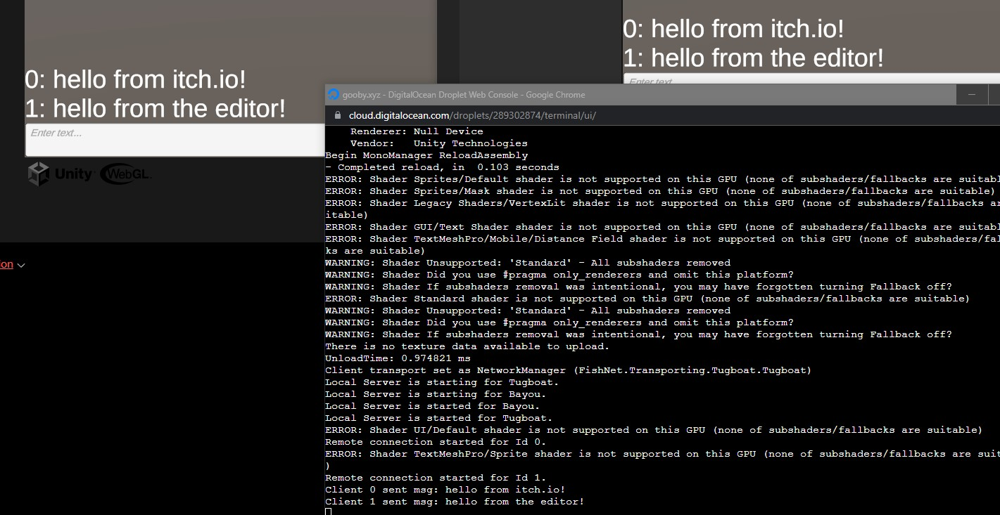 0: hello from itch.io!
1: hello from the editor!
Enter text...
Unity WebGL
ion
0: hello from itch.io!
1: hello from the editor!
Enter text
gooby.xyz - DigitalOcean Droplet Web Console - Google Chrome
cloud.digitalocean.com/droplets/289302874/terminal/ui/
Renderer: Null Device
Vendor: Unity Technologies
Begin MonoManager ReloadAssembly
- Completed reload, in 0.103 seconds
ERROR: Shader Sprites/Default shader is not supported on this GPU (none of subshaders/fallbacks are suitabl
ERROR: Shader Sprites/Mask shader is not supported on this GPU (none of subshaders/fallbacks are suitable)
ERROR: Shader Legacy Shaders/VertexLit shader is not supported on this GPU (none of subshaders/fallbacks ar
itable)
ERROR: Shader GUI/Text Shader shader is not supported on this GPU (none of subshaders/fallbacks are suitabl
ERROR: Shader TextMeshPro/Mobile/Distance Field shader is not supported on this GPU (none of subshaders/fal
ks are suitable)
WARNING: Shader Unsupported: 'Standard' - All subshaders removed
WARNING: Shader Did you use #pragma only_renderers and omit this platform?
WARNING: Shader If subshaders removal was intentional, you may have forgotten turning Fallback off?
ERROR: Shader Standard shader is not supported on this GPU (none of subshaders/fallbacks are suitable)
WARNING: Shader Unsupported: 'Standard' - All subshaders removed
WARNING: Shader Did you use #pragma only_renderers and omit this platform?
WARNING: Shader If subshaders removal was intentional, you may have forgotten turning Fallback off?
There is no texture data available to upload.
UnloadTime: 0.974821 ms
Client transport set as NetworkManager (FishNet.Transporting.Tugboat.Tugboat)
Local Server is starting for Tugboat.
Local Server is starting for Bayou.
Local Server is started for Bayou.
Local Server is started for Tugboat.
ERROR: Shader UI/Default shader is not supported on this GPU (none of subshaders/fallbacks are suitable)
Remote connection started for Id 0.
ERROR: Shader TextMeshPro/Sprite shader is not supported on this GPU (none of subshaders/fallbacks are suit
)
Remote connection started for Id 1.
Client 0 sent msg: hello from itch.io!
Client 1 sent msg: hello from the editor!